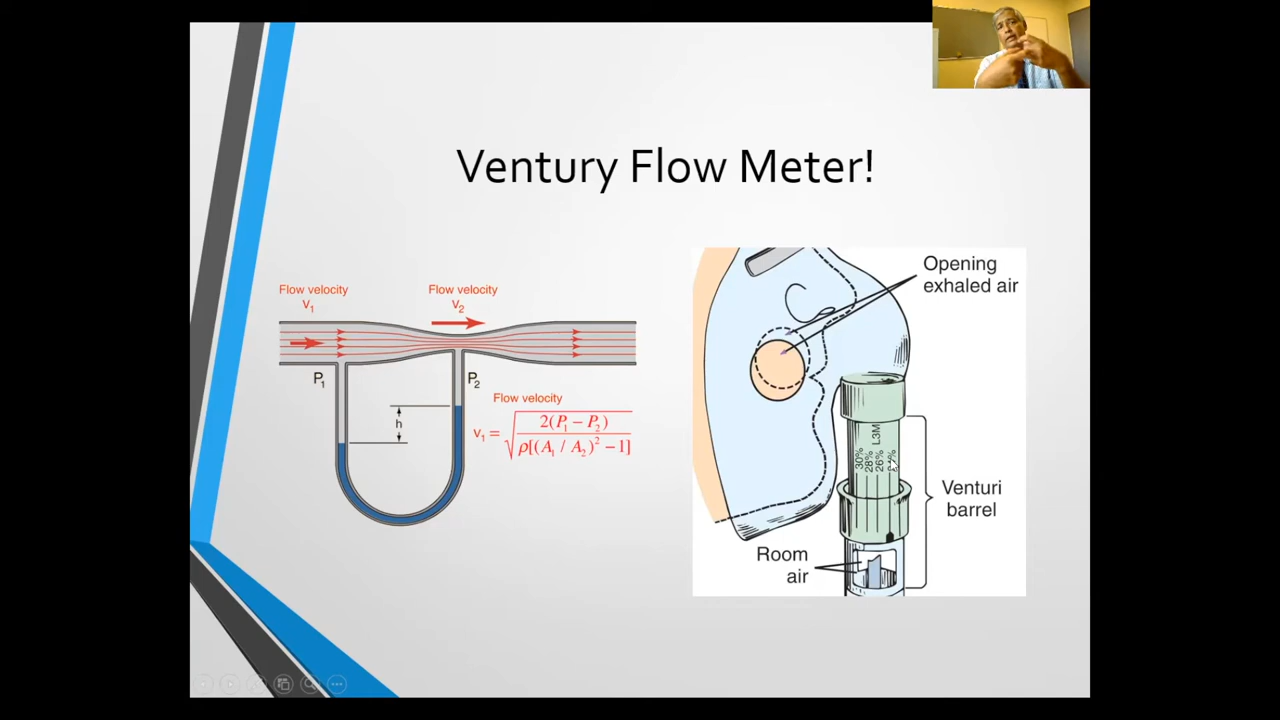 Ventury Flow Meter!
Flow velocity
v₁
Flow velocity
v₂
P₁
P₂
h
Flow velocity
v₁ = √(2(P₁ − P₂) / ρ[(A₁ / A₂)² − 1])
Opening
exhaled air
30%
28%
26%
L3M
Venturi
barrel
Room
air